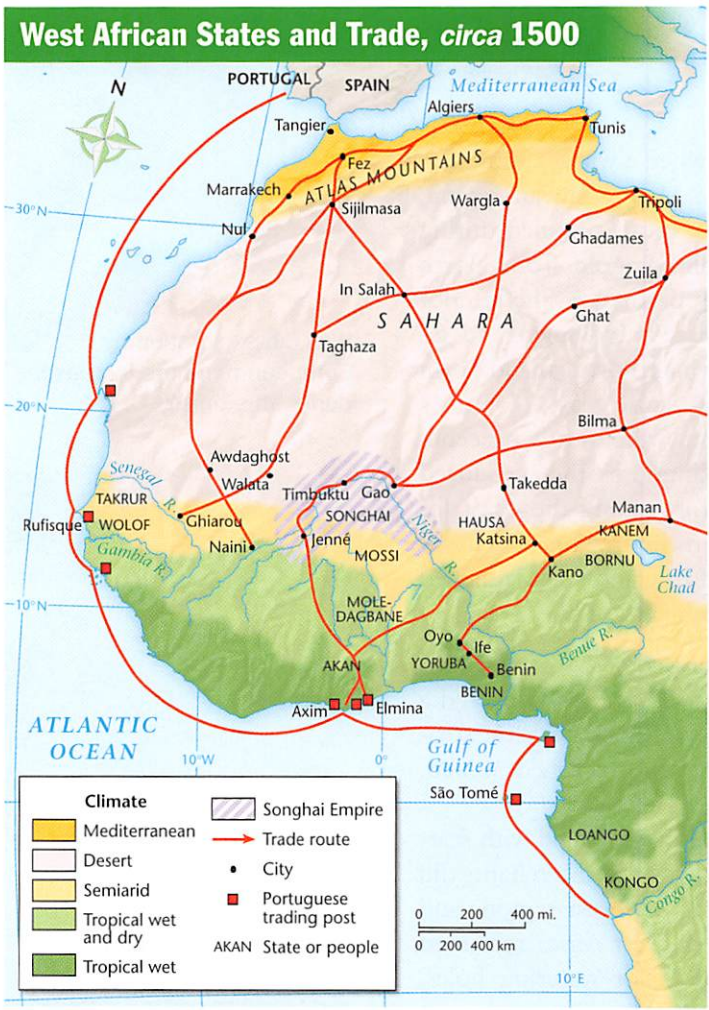 West African States and Trade, circa 1500
N
PORTUGAL
SPAIN
Mediterranean Sea
Algiers
Tangier
Tunis
Fez
ATLAS MOUNTAINS
Marrakech
Wargla
Tripoli
30°N
Sijilmasa
Nul
Ghadames
Zuila
In Salah
Ghat
SAHARA
Taghaza
20°N
Bilma
Awdaghost
Senegal R.
Walata
Timbuktu
Gao
Takedda
TAKRUR
Manan
Rufisque
WOLOF
Ghiarou
SONGHAI
Niger R.
HAUSA
KANEM
Naini
Jenné
Katsina
Gambia R.
MOSSI
BORNU
Kano
Lake
Chad
10°N
MOLE-
DAGBANE
Oyo
Ife
Benue R.
AKAN
YORUBA
Benin
BENIN
Axim
Elmina
ATLANTIC
OCEAN
10°W
0°
Gulf of
Guinea
São Tomé
LOANGO
KONGO
Congo R.
10°E
Climate
Mediterranean
Desert
Semiarid
Tropical wet
and dry
Tropical wet
Songhai Empire
Trade route
City
Portuguese
trading post
AKAN State or people
0 200 400 mi.
0 200 400 km